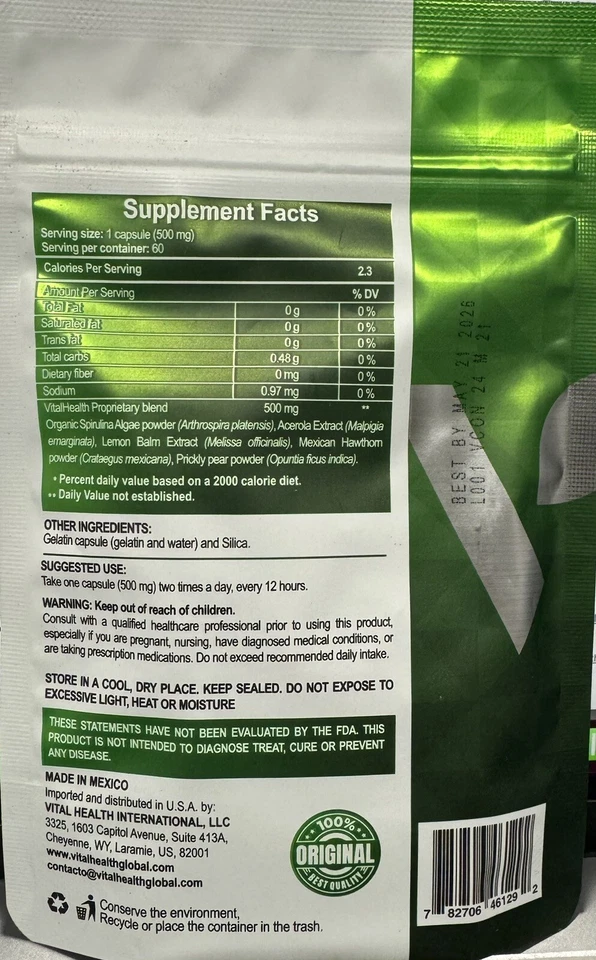 Supplement Facts
Serving size: 1 capsule (500 mg)
Serving per container: 60
Calories Per Serving 2.3
Amount Per Serving % DV
Total Fat 0 g 0 %
Saturated fat 0 g 0 %
Trans fat 0 g 0 %
Total carbs 0.48 g 0 %
Dietary fiber 0 mg 0 %
Sodium 0.97 mg 0 %
VitalHealth Proprietary blend 500 mg **
Organic Spirulina Algae powder (Arthrospira platensis), Acerola Extract (Malpigia
emarginata), Lemon Balm Extract (Melissa officinalis), Mexican Hawthorn
powder (Crataegus mexicana), Prickly pear powder (Opuntia ficus indica).
• Percent daily value based on a 2000 calorie diet.
•• Daily Value not established.
OTHER INGREDIENTS:
Gelatin capsule (gelatin and water) and Silica.
SUGGESTED USE:
Take one capsule (500 mg) two times a day, every 12 hours.
WARNING: Keep out of reach of children.
Consult with a qualified healthcare professional prior to using this product,
especially if you are pregnant, nursing, have diagnosed medical conditions, or
are taking prescription medications. Do not exceed recommended daily intake.
STORE IN A COOL, DRY PLACE. KEEP SEALED. DO NOT EXPOSE TO
EXCESSIVE LIGHT, HEAT OR MOISTURE
THESE STATEMENTS HAVE NOT BEEN EVALUATED BY THE FDA. THIS
PRODUCT IS NOT INTENDED TO DIAGNOSE TREAT, CURE OR PREVENT
ANY DISEASE.
MADE IN MEXICO
Imported and distributed in U.S.A. by:
VITAL HEALTH INTERNATIONAL, LLC
3325, 1603 Capitol Avenue, Suite 413A,
Cheyenne, WY, Laramie, US, 82001
www.vitalhealthglobal.com
contacto@vitalhealthglobal.com
Conserve the environment,
Recycle or place the container in the trash.
100%
ORIGINAL
BEST QUALITY
BEST BY MAY 21 2026
L001 VCON 24 M 21
7 82706 46129 2